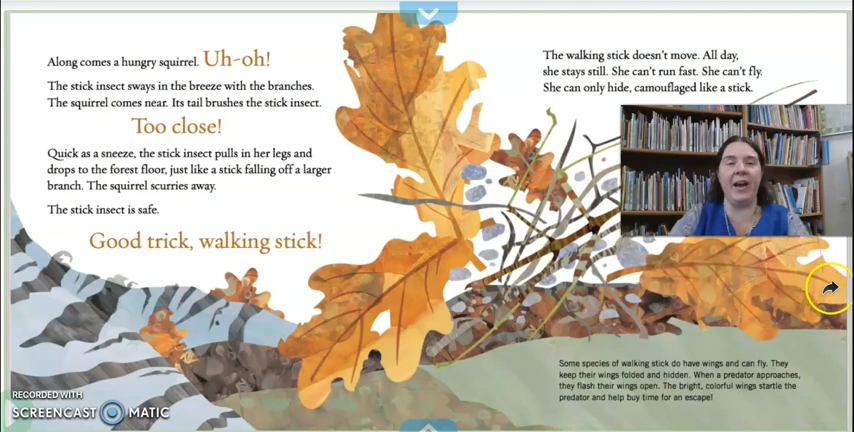 Along comes a hungry squirrel. Uh-oh!
The stick insect sways in the breeze with the branches.
The squirrel comes near. Its tail brushes the stick insect.
Too close!
Quick as a sneeze, the stick insect pulls in her legs and
drops to the forest floor, just like a stick falling off a larger
branch. The squirrel scurries away.
The stick insect is safe.
Good trick, walking stick!
The walking stick doesn't move. All day,
she stays still. She can't run fast. She can't fly.
She can only hide, camouflaged like a stick.
Some species of walking stick do have wings and can fly. They
keep their wings folded and hidden. When a predator approaches,
they flash their wings open. The bright, colorful wings startle the
predator and help buy time for an escape!
RECORDED WITH
SCREENCAST MATIC